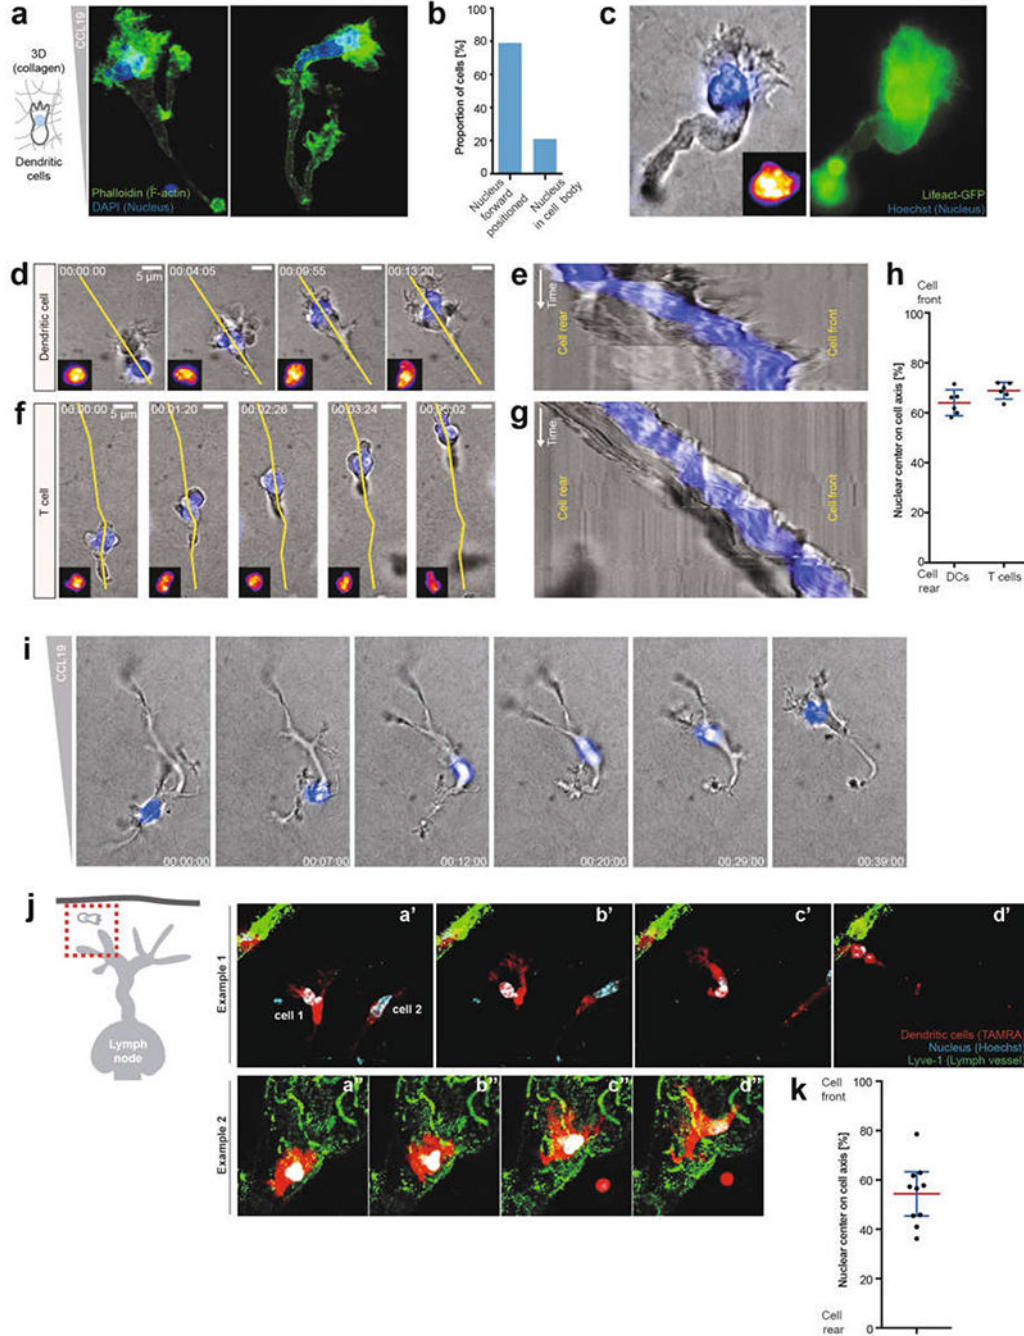 a
3D
(collagen)
Dendritic
cells
CCL19
Phalloidin (F-actin)
DAPI (Nucleus)
b
Proportion of cells [%]
100
80
60
40
20
0
Nucleus
forward
positioned
Nucleus
in cell body
c
Lifeact-GFP
Hoechst (Nucleus)
d
Dendritic cell
00:00:00
5 µm
00:04:05
00:09:55
00:13:20
e
Time
Cell rear
Cell front
f
T cell
00:00:00
5 µm
00:01:20
00:02:26
00:03:24
00:05:02
g
Time
Cell rear
Cell front
h
Cell
front
Nuclear center on cell axis [%]
100
80
60
40
20
0
Cell
rear
DCs
T cells
i
CCL19
00:00:00
00:07:00
00:12:00
00:20:00
00:29:00
00:39:00
j
Lymph
node
Example 1
a'
b'
c'
d'
cell 1
cell 2
Dendritic cells (TAMRA)
Nucleus (Hoechst)
Lyve-1 (Lymph vessel)
Example 2
a''
b''
c''
d''
k
Cell
front
Nuclear center on cell axis [%]
100
80
60
40
20
0
Cell
rear